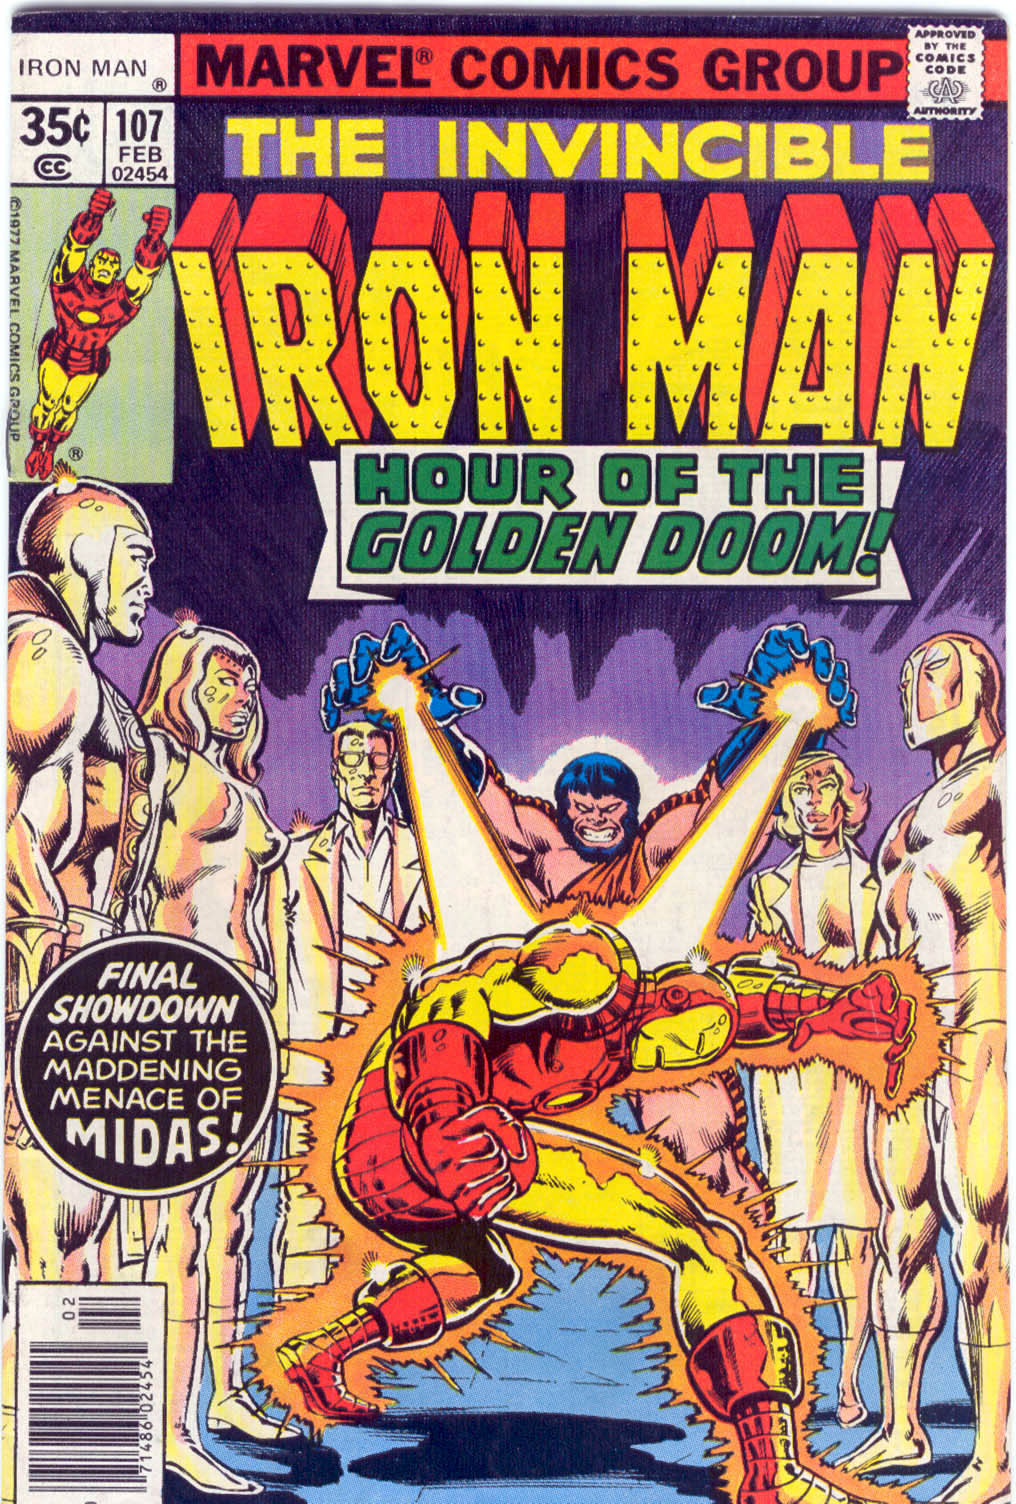 IRON MAN ®
MARVEL® COMICS GROUP
APPROVED
BY THE
COMICS
CODE
CA
AUTHORITY
35¢
CC
107
FEB
02454
THE INVINCIBLE
IRON MAN
©1977 MARVEL COMICS GROUP
®
HOUR OF THE
GOLDEN DOOM!
FINAL
SHOWDOWN
AGAINST THE
MADDENING
MENACE OF
MIDAS!
02
71486 02454